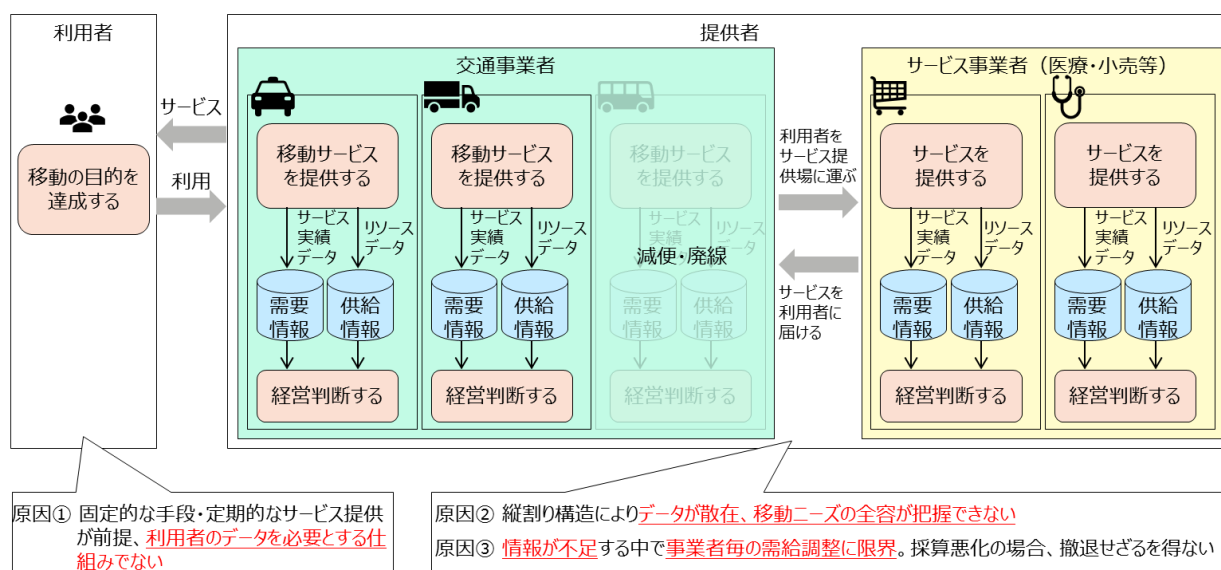 利用者
提供者
交通事業者
サービス事業者（医療・小売等）
サービス
利用
移動の目的を
達成する
移動サービス
を提供する
サービス
実績
データ
リソース
データ
需要
情報
供給
情報
経営判断する
移動サービス
を提供する
サービス
実績
データ
リソース
データ
需要
情報
供給
情報
経営判断する
移動サービス
を提供する
サービス
実績
データ
リソース
データ
減便・廃線
需要
情報
供給
情報
経営判断する
利用者を
サービス提
供場に運ぶ
サービスを
利用者に
届ける
サービスを
提供する
サービス
実績
データ
リソース
データ
需要
情報
供給
情報
経営判断する
サービスを
提供する
サービス
実績
データ
リソース
データ
需要
情報
供給
情報
経営判断する
原因① 固定的な手段・定期的なサービス提供
が前提、利用者のデータを必要とする仕
組みでない
原因② 縦割り構造によりデータが散在、移動ニーズの全容が把握できない
原因③ 情報が不足する中で事業者毎の需給調整に限界。採算悪化の場合、撤退せざるを得ない